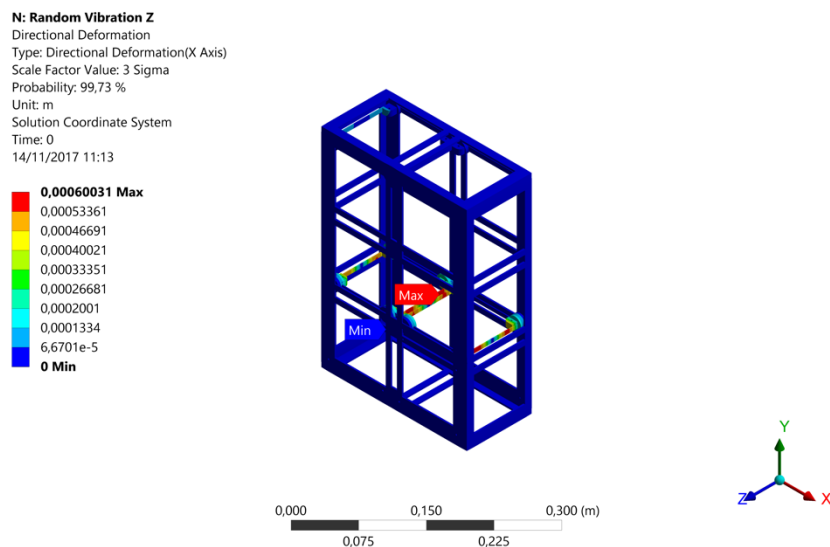 N: Random Vibration Z
Directional Deformation
Type: Directional Deformation(X Axis)
Scale Factor Value: 3 Sigma
Probability: 99,73 %
Unit: m
Solution Coordinate System
Time: 0
14/11/2017 11:13
0,00060031 Max
0,00053361
0,00046691
0,00040021
0,00033351
0,00026681
0,0002001
0,0001334
6,6701e-5
0 Min
Max
Min
Y
Z
X
0,000
0,150
0,300 (m)
0,075
0,225